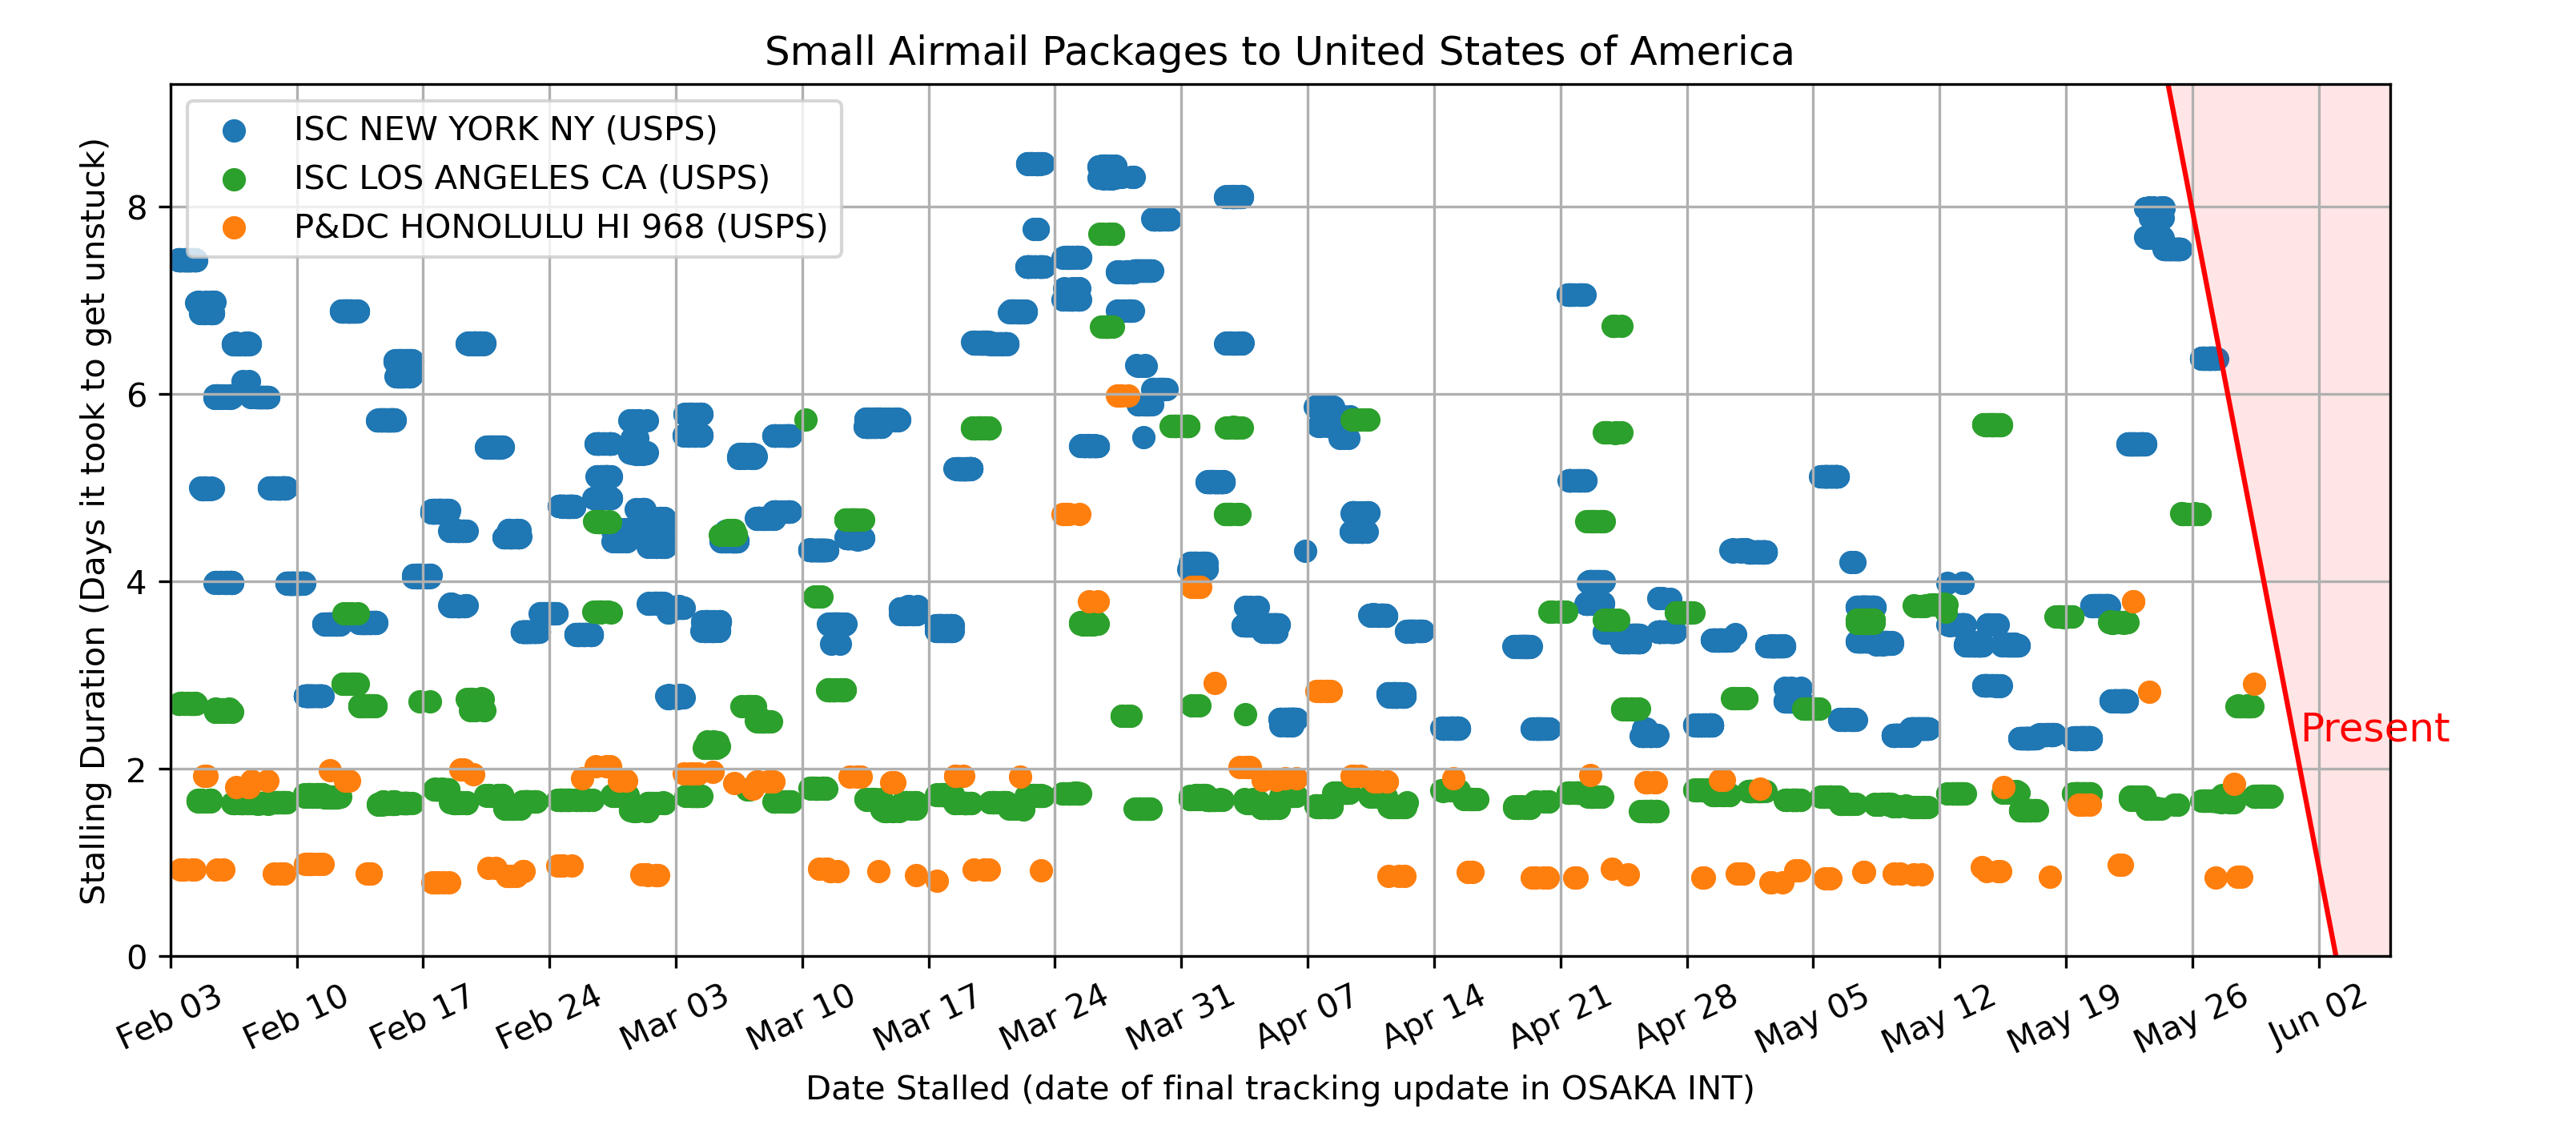 Small Airmail Packages to United States of America
ISC NEW YORK NY (USPS)
ISC LOS ANGELES CA (USPS)
P&DC HONOLULU HI 968 (USPS)
Stalling Duration (Days it took to get unstuck)
8
6
4
2
0
Present
Feb 03
Feb 10
Feb 17
Feb 24
Mar 03
Mar 10
Mar 17
Mar 24
Mar 31
Apr 07
Apr 14
Apr 21
Apr 28
May 05
May 12
May 19
May 26
Jun 02
Date Stalled (date of final tracking update in OSAKA INT)